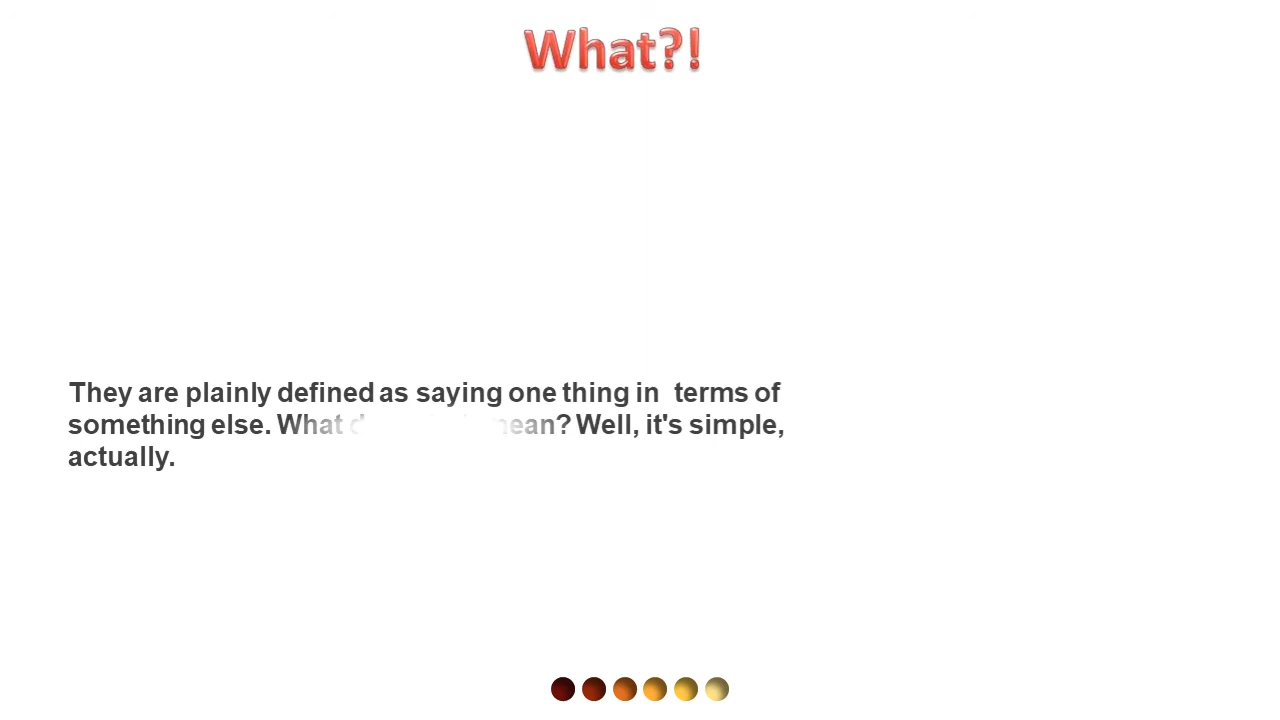 What?!
They are plainly defined as saying one thing in terms of
something else. What mean? Well, it's simple,
actually.